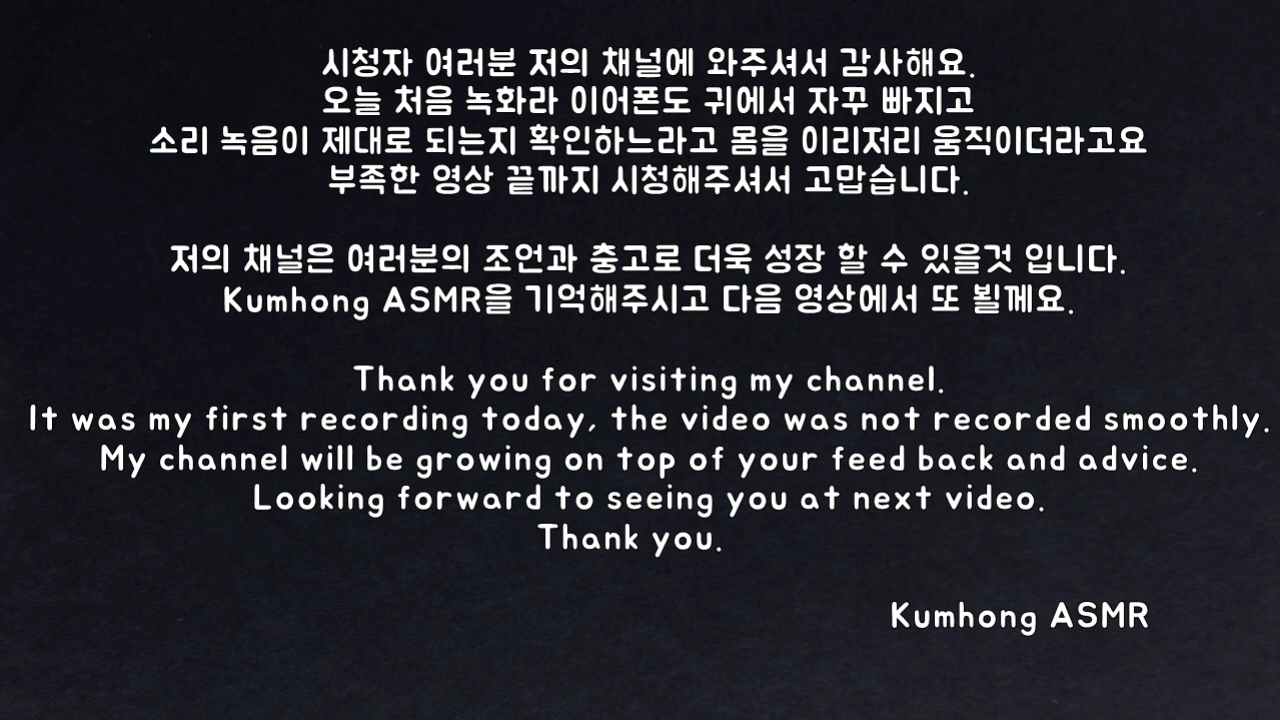 시청자 여러분 저의 채널에 와주셔서 감사해요.
오늘 처음 녹화라 이어폰도 귀에서 자꾸 빠지고
소리 녹음이 제대로 되는지 확인하느라고 몸을 이리저리 움직이더라고요
부족한 영상 끝까지 시청해주셔서 고맙습니다.
저의 채널은 여러분의 조언과 충고로 더욱 성장 할 수 있을것 입니다.
Kumhong ASMR을 기억해주시고 다음 영상에서 또 뵐께요.
Thank you for visiting my channel.
It was my first recording today, the video was not recorded smoothly.
My channel will be growing on top of your feed back and advice.
Looking forward to seeing you at next video.
Thank you.
Kumhong ASMR